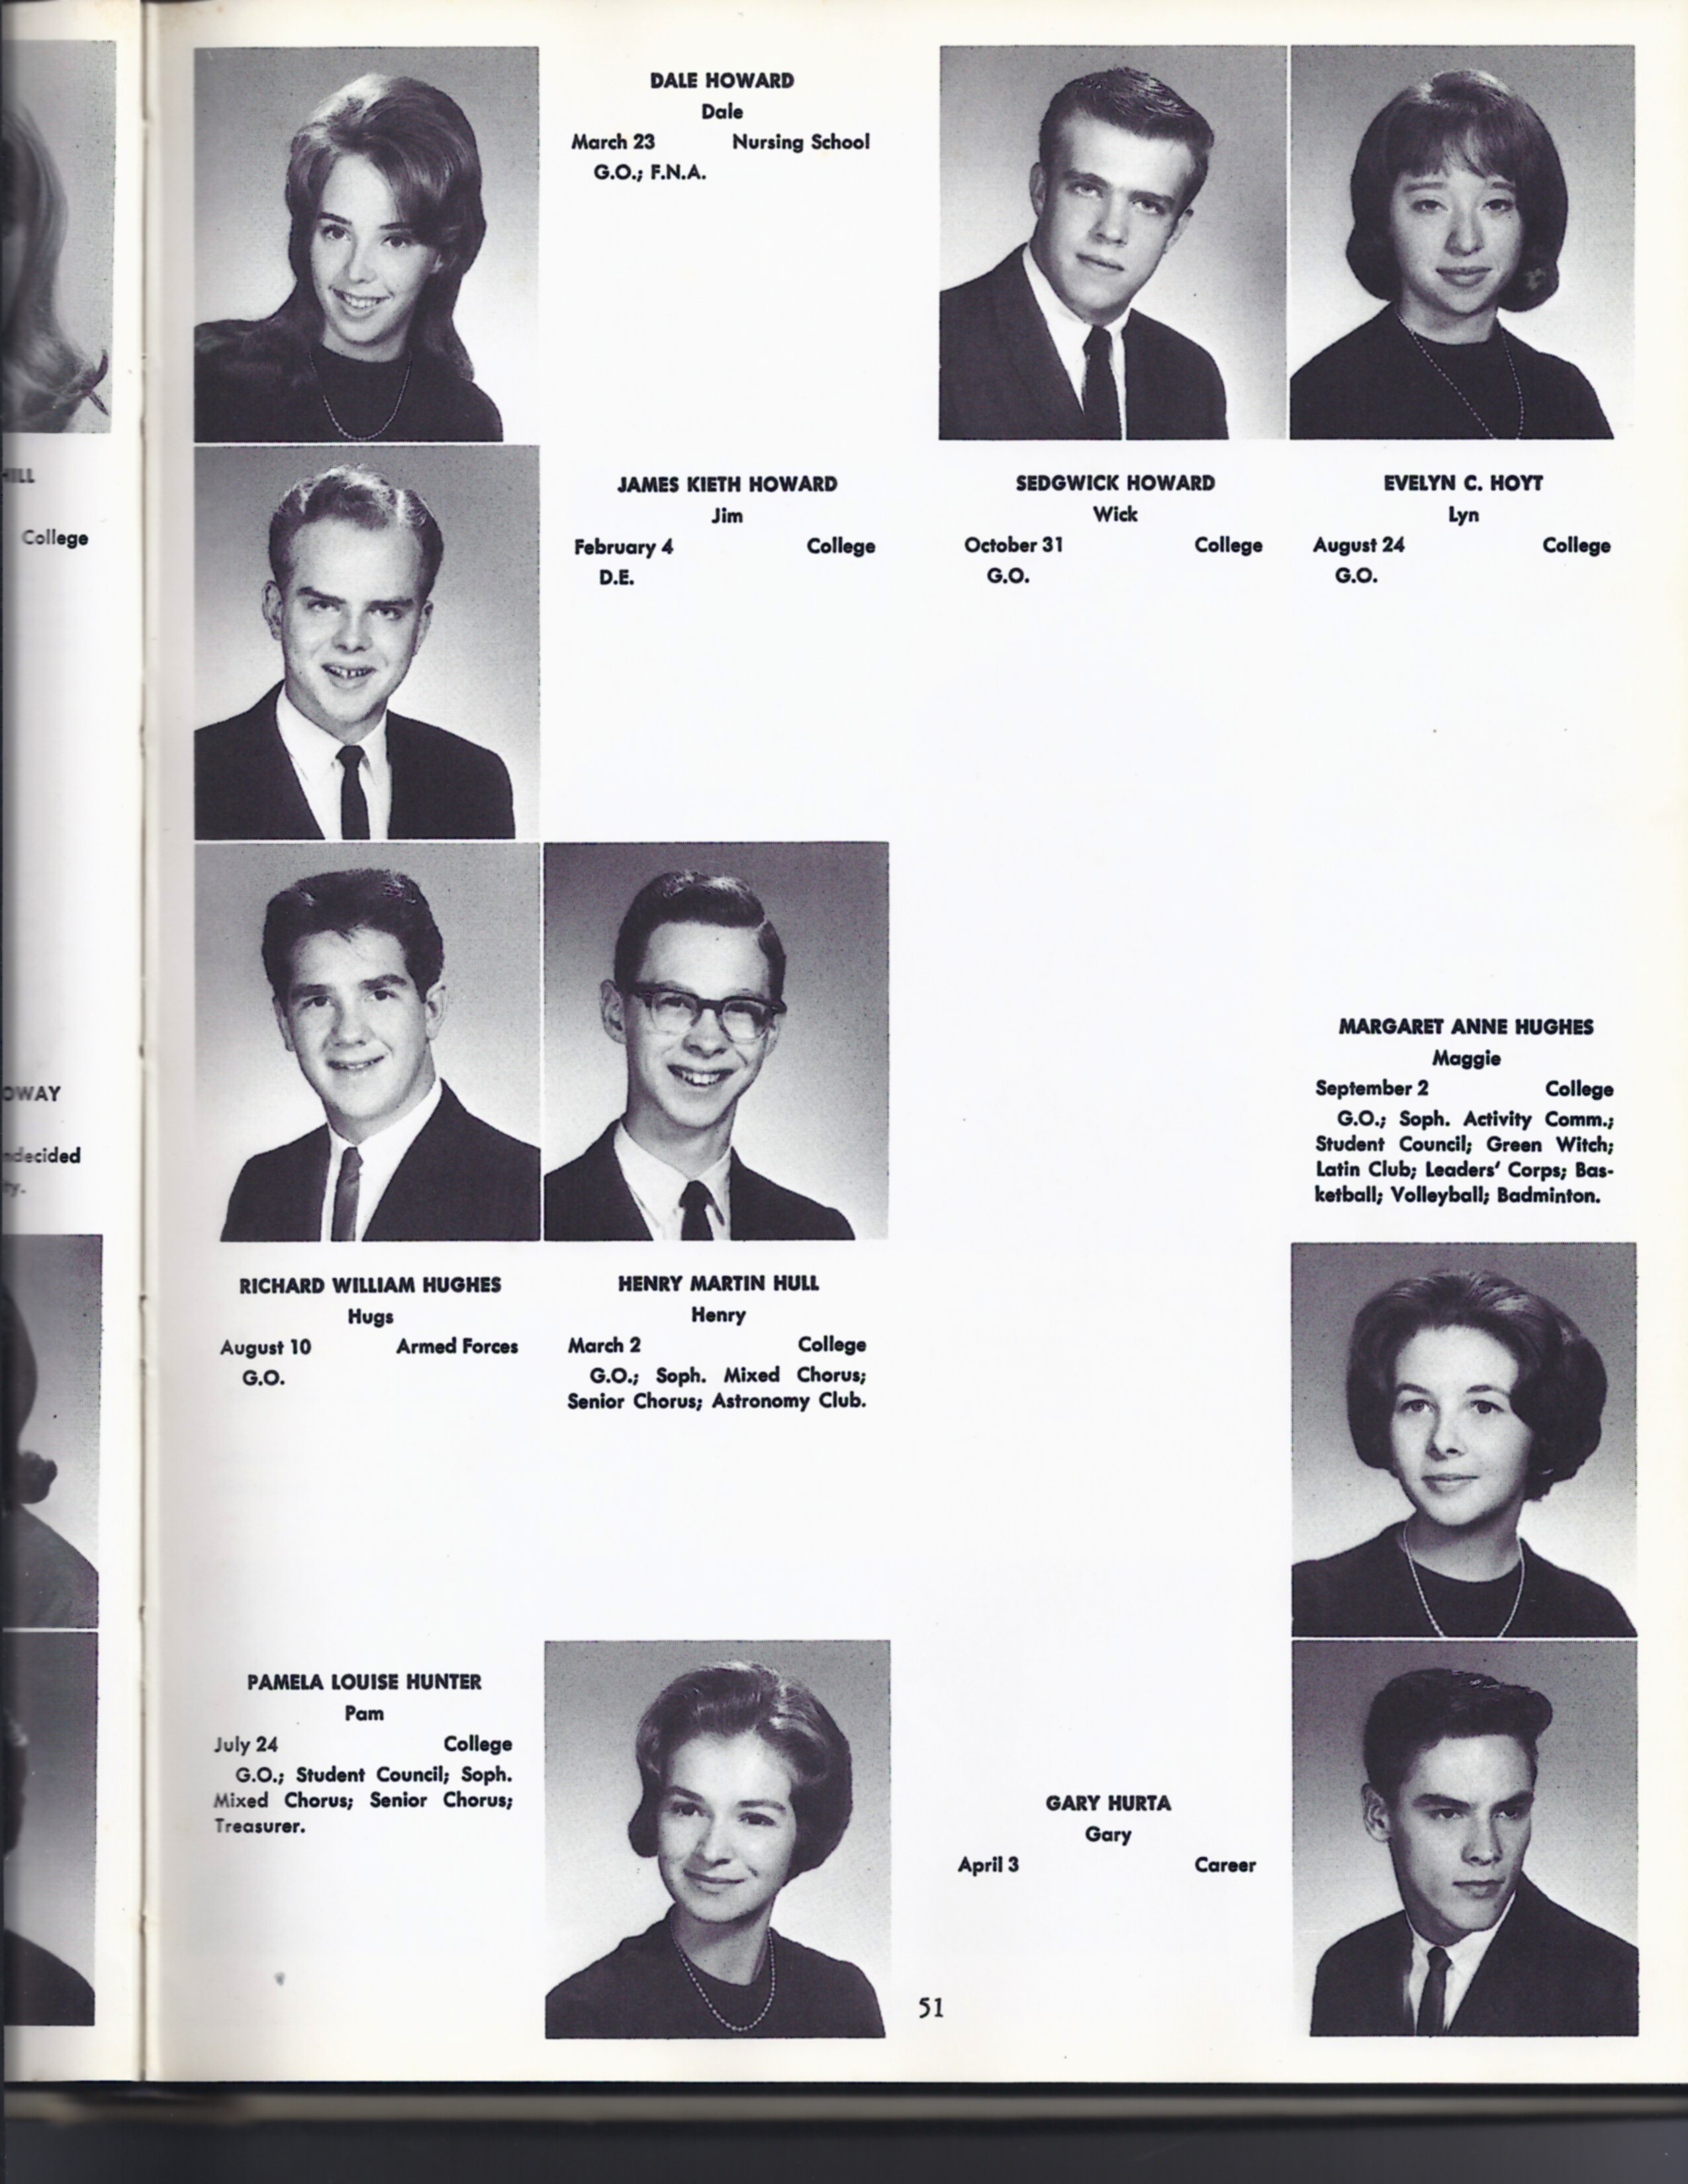 HILL
College
OWAY
ndecided
ty.
DALE HOWARD
Dale
March 23 Nursing School
G.O.; F.N.A.
JAMES KIETH HOWARD
Jim
February 4 College
D.E.
SEDGWICK HOWARD
Wick
October 31 College
G.O.
EVELYN C. HOYT
Lyn
August 24 College
G.O.
MARGARET ANNE HUGHES
Maggie
September 2 College
G.O.; Soph. Activity Comm.;
Student Council; Green Witch;
Latin Club; Leaders' Corps; Bas-
ketball; Volleyball; Badminton.
RICHARD WILLIAM HUGHES
Hugs
August 10 Armed Forces
G.O.
HENRY MARTIN HULL
Henry
March 2 College
G.O.; Soph. Mixed Chorus;
Senior Chorus; Astronomy Club.
PAMELA LOUISE HUNTER
Pam
July 24 College
G.O.; Student Council; Soph.
Mixed Chorus; Senior Chorus;
Treasurer.
GARY HURTA
Gary
April 3 Career
51